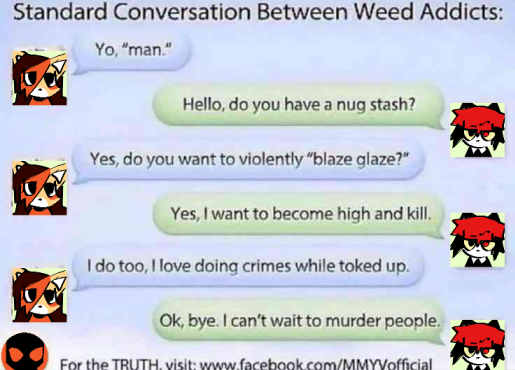 Standard Conversation Between Weed Addicts:
Yo, “man.”
Hello, do you have a nug stash?
Yes, do you want to violently “blaze glaze?”
Yes, I want to become high and kill.
I do too, I love doing crimes while toked up.
Ok, bye. I can't wait to murder people.
For the TRUTH, visit: www.facebook.com/MMYVofficial